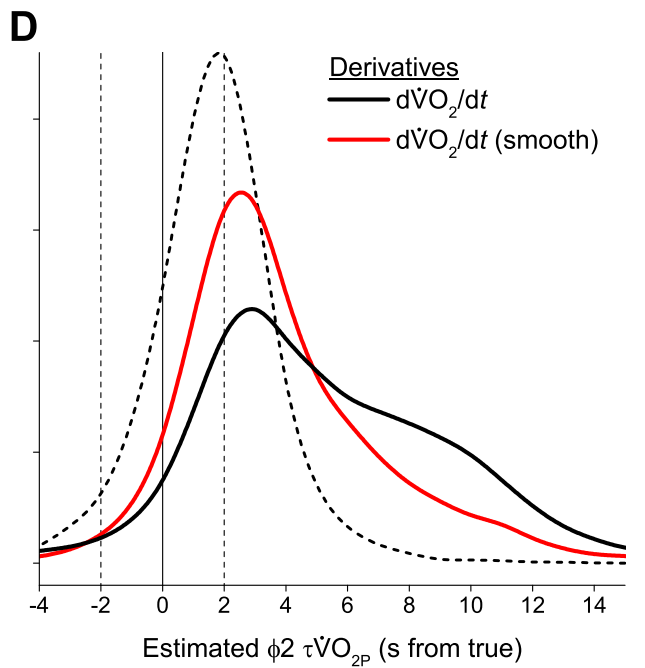 D
Derivatives
dV̇O₂/dt
dV̇O₂/dt (smooth)
-4 -2 0 2 4 6 8 10 12 14
Estimated ϕ2 τV̇O₂P (s from true)